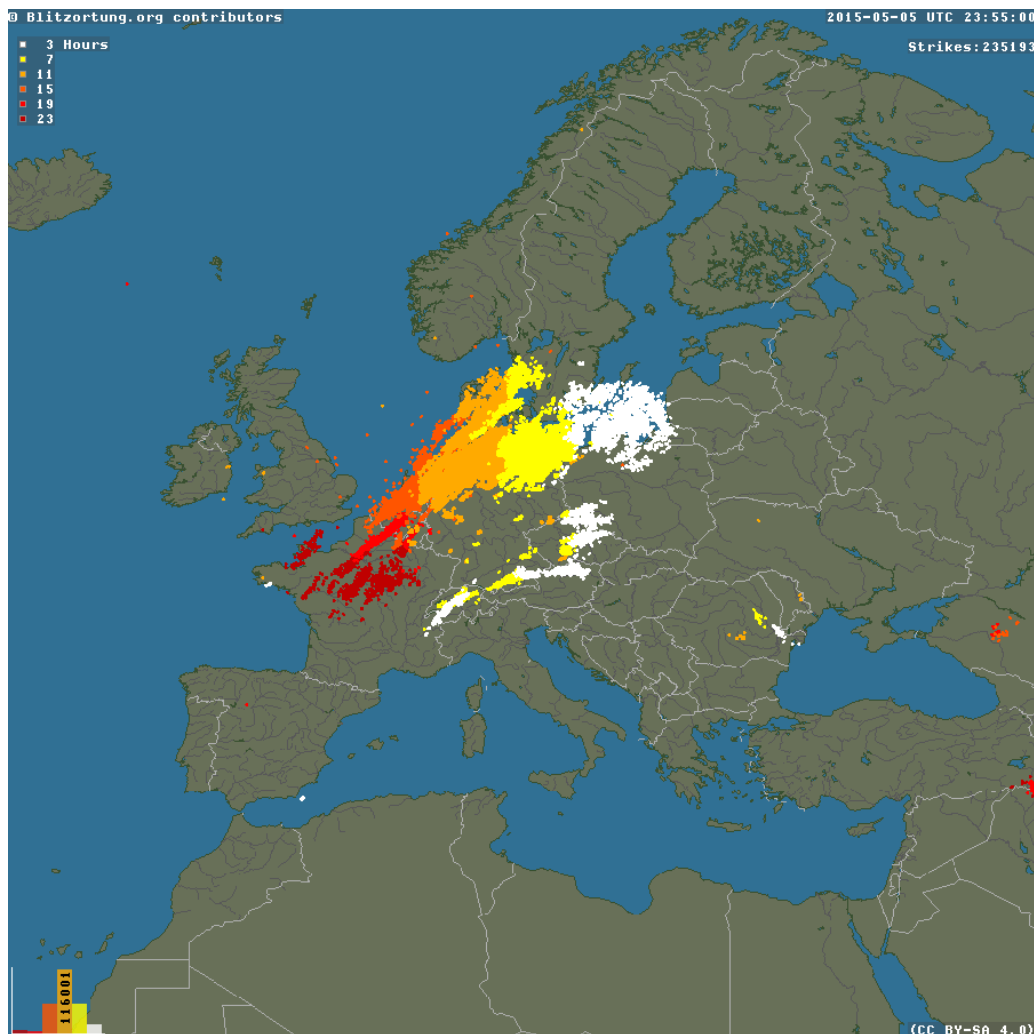 © Blitzortung.org contributors
2015-05-05 UTC 23:55:00
Strikes:235193
3 Hours
7
11
15
19
23
116001
(CC BY-SA 4.0)